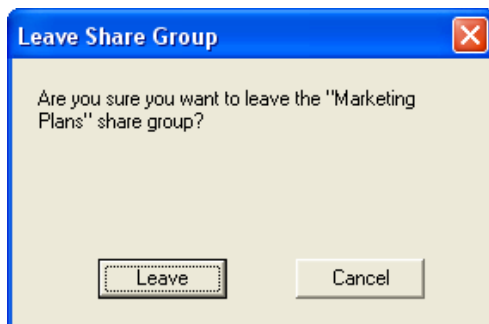 Leave Share Group
Are you sure you want to leave the "Marketing
Plans" share group?
Leave
Cancel